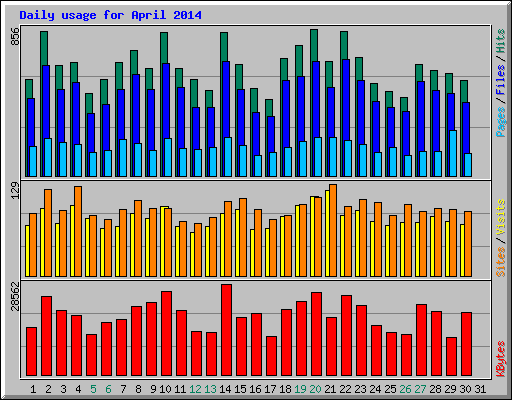 Daily usage for April 2014
856
Pages / Files / Hits
129
Sites / Visits
28562
KBytes
1 2 3 4 5 6 7 8 9 10 11 12 13 14 15 16 17 18 19 20 21 22 23 24 25 26 27 28 29 30 31